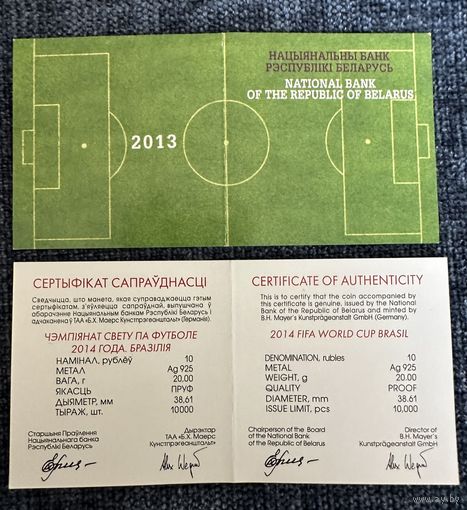 НАЦЫЯНАЛЬНЫ БАНК
РЭСПУБЛІКІ БЕЛАРУСЬ
NATIONAL BANK
OF THE REPUBLIC OF BELARUS
2013
СЕРТЫФІКАТ САПРАЎДНАСЦІ
Сведчыцца, што манета, якая суправаджаецца гэтым
сертыфікатам, з'яўляецца сапраўднай, выпушчана ў
абарачэнне Нацыянальным банкам Рэспублікі Беларусь і
адчаканена ў ТАА «Б.Х. Маерс Кунстпрэгеанштальт» (Германія).
ЧЭМПІЯНАТ СВЕТУ ПА ФУТБОЛЕ
2014 ГОДА. БРАЗІЛІЯ
НАМІНАЛ, рублёў 10
МЕТАЛ Ag 925
ВАГА, г 20,00
ЯКАСЦЬ ПРУФ
ДЫЯМЕТР, мм 38,61
ТЫРАЖ, шт. 10000
Старшыня Праўлення
Нацыянальнага банка
Рэспублікі Беларусь
Дырэктар
ТАА «Б.Х. Маерс
Кунстпрэгеанштальт»
CERTIFICATE OF AUTHENTICITY
This is to certify that the coin accompanied by
this certificate is genuine, issued by the National
Bank of the Republic of Belarus and minted by
B.H. Mayer's Kunstprägeanstalt GmbH (Germany).
2014 FIFA WORLD CUP BRASIL
DENOMINATION, rubles 10
METAL Ag 925
WEIGHT, g 20.00
QUALITY PROOF
DIAMETER, mm 38.61
ISSUE LIMIT, pcs 10,000
Chairperson of the Board
of the National Bank
of the Republic of Belarus
Director of
B.H. Mayer's
Kunstprägeanstalt GmbH